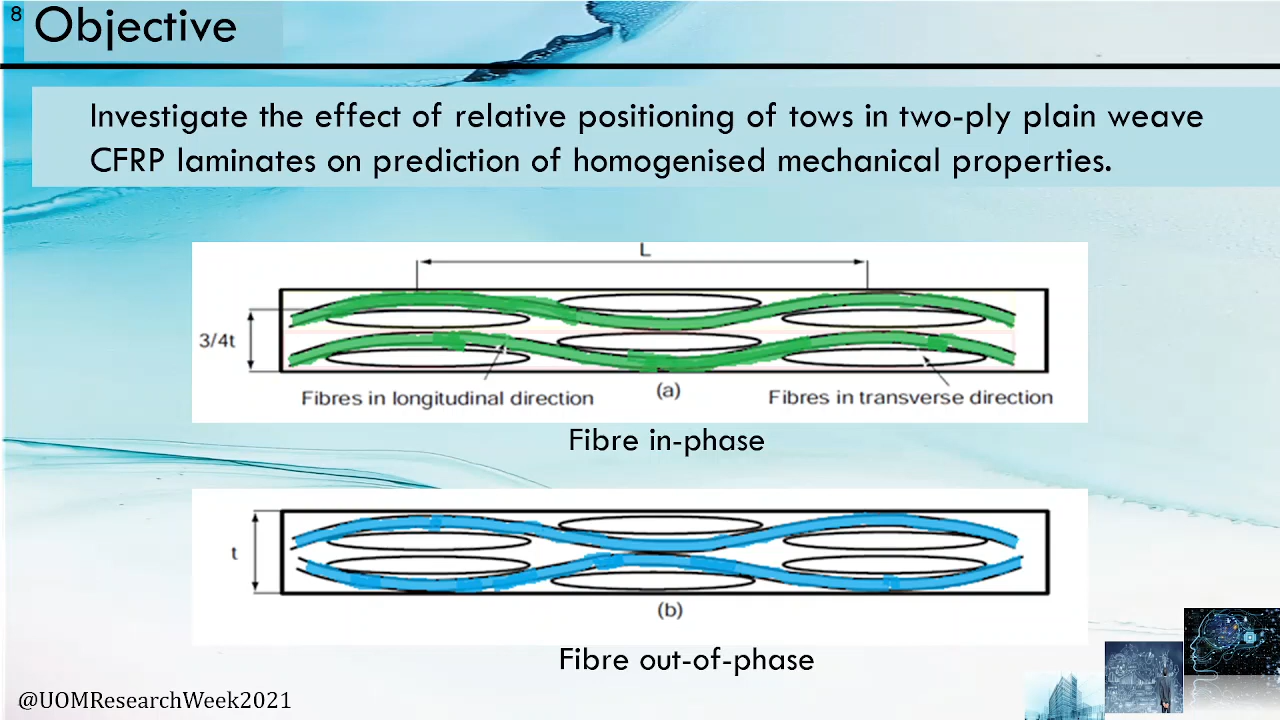 8
Objective
Investigate the effect of relative positioning of tows in two-ply plain weave
CFRP laminates on prediction of homogenised mechanical properties.
L
3/4t
Fibres in longitudinal direction
(a)
Fibres in transverse direction
Fibre in-phase
t
(b)
Fibre out-of-phase
@UOMResearchWeek2021